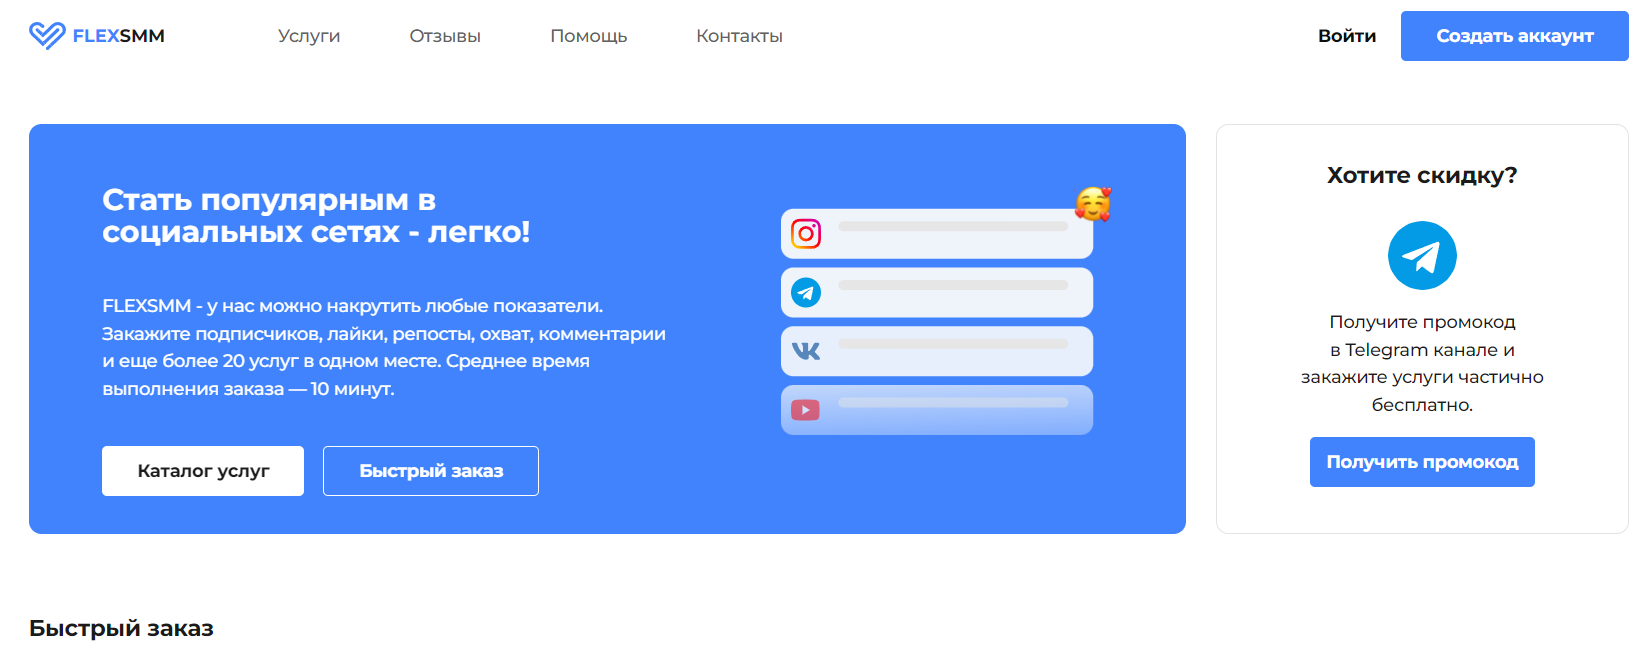 FLEXSMM
Услуги
Отзывы
Помощь
Контакты
Войти
Создать аккаунт
Стать популярным в
социальных сетях - легко!
FLEXSMM - у нас можно накрутить любые показатели.
Закажите подписчиков, лайки, репосты, охват, комментарии
и еще более 20 услуг в одном месте. Среднее время
выполнения заказа — 10 минут.
Каталог услуг
Быстрый заказ
Хотите скидку?
Получите промокод
в Telegram канале и
закажите услуги частично
бесплатно.
Получить промокод
Быстрый заказ